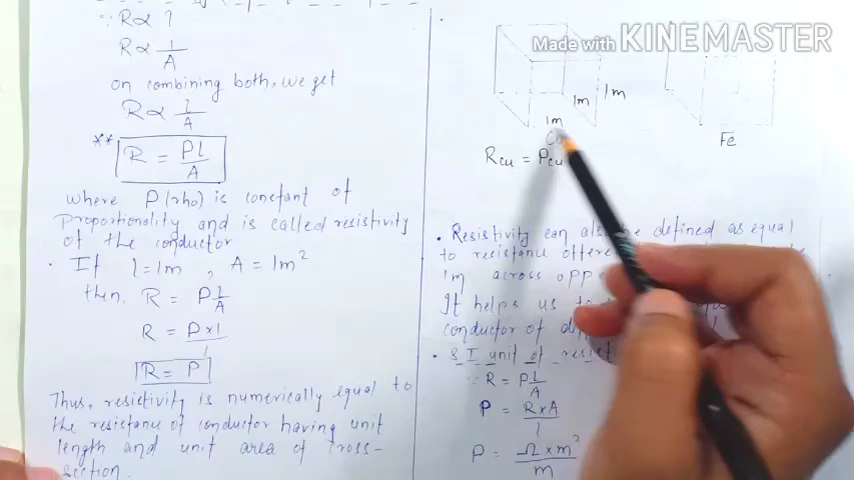 ∵ R ∝ l
R ∝ 1/A
on combining both, we get
R ∝ l/A
** R = ρl/A
where ρ (rho) is constant of
proportionality and is called resistivity
of the conductor
. If l = 1m , A = 1m²
then, R = ρl/A
R = ρ×1/1
R = ρ
Thus, resistivity is numerically equal to
the resistance of conductor having unit
length and unit area of cross-
section.
Made with KINEMASTER
1m
1m
1m
Cu
Fe
Rcu = ρcu
. Resistivity can also be defined as equal
to resistance
1m across
It helps us to
conductor of
. S.I unit of
∵ R = ρl/A
ρ = R×A/l
ρ = Ω×m²/m